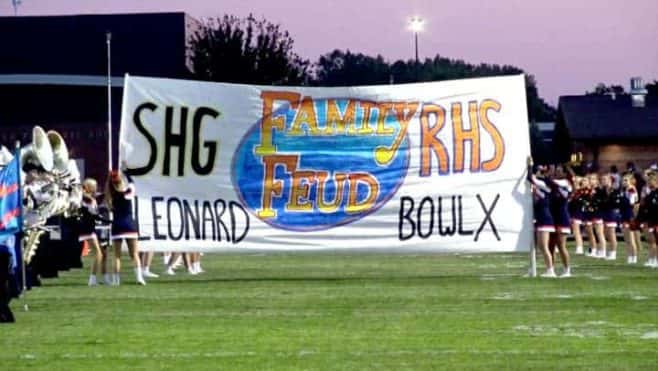 SHG FAMILY FEUD RHS
LEONARD BOWL X